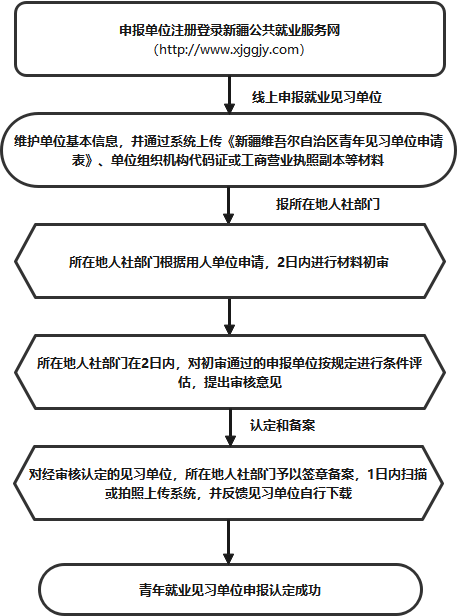 申报单位注册登录新疆公共就业服务网
（http://www.xjggjy.com）
线上申报就业见习单位
维护单位基本信息，并通过系统上传《新疆维吾尔自治区青年见习单位申请
表》、单位组织机构代码证或工商营业执照副本等材料
报所在地人社部门
所在地人社部门根据用人单位申请，2日内进行材料初审
所在地人社部门在2日内，对初审通过的申报单位按规定进行条件评
估，提出审核意见
认定和备案
对经审核认定的见习单位，所在地人社部门予以签章备案，1日内扫描
或拍照上传系统，并反馈见习单位自行下载
青年就业见习单位申报认定成功